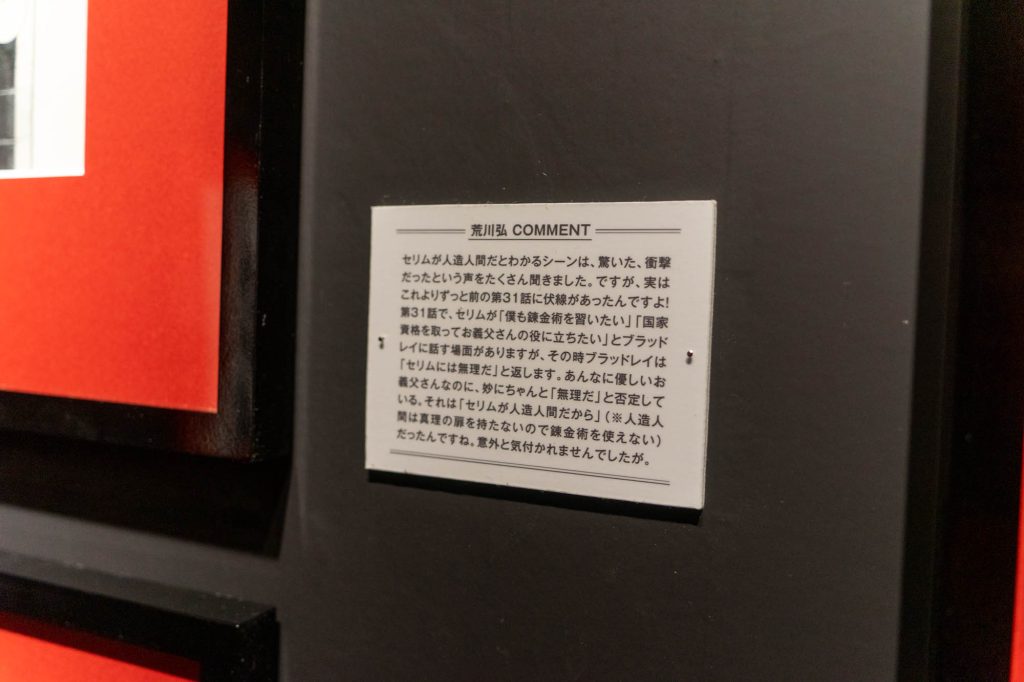 荒川弘 COMMENT
セリムが人造人間だとわかるシーンは、驚いた、衝撃
だったという声をたくさん聞きました。ですが、実は
これよりずっと前の第31話に伏線があったんですよ!
第31話で、セリムが「僕も錬金術を習いたい」「国家
資格を取ってお義父さんの役に立ちたい」とブラッド
レイに話す場面がありますが、その時ブラッドレイは
「セリムには無理だ」と返します。あんなに優しいお
義父さんなのに、妙にちゃんと「無理だ」と否定して
いる。それは「セリムが人造人間だから」(※人造人
間は真理の扉を持たないので錬金術を使えない)
だったんですね。意外と気付かれませんでしたが。